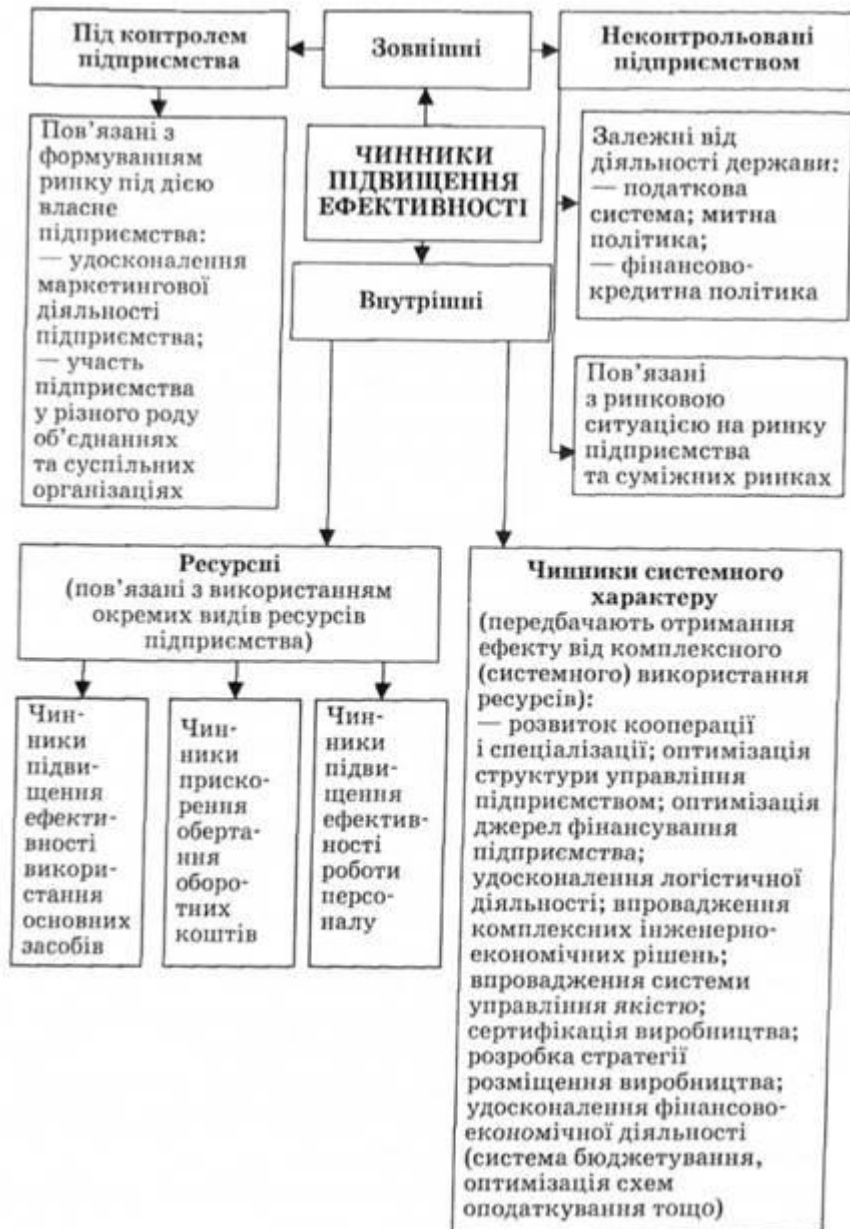 Під контролем
підприємства
Зовнішні
Неконтрольовані
підприємством
Пов’язані з
формуванням
ринку під дією
власне
підприємства:
— удосконалення
маркетингової
діяльності
підприємства;
— участь
підприємства
у різного роду
об’єднаннях
та суспільних
організаціях
ЧИННИКИ
ПІДВИЩЕННЯ
ЕФЕКТИВНОСТІ
Залежні від
діяльності держави:
— податкова
система; митна
політика;
— фінансово-
кредитна політика
Внутрішні
Пов’язані
з ринковою
ситуацією на ринку
підприємства
та суміжних ринках
Ресурсні
(пов’язані з використанням
окремих видів ресурсів
підприємства)
Чин-
ники
підви-
щення
ефекти-
вності
викори-
стання
основних
засобів
Чин-
ники
приско-
рення
оберта-
ння
оборо-
тних
коштів
Чин-
ники
підви-
щення
ефектив-
ності
роботи
персо-
налу
Чинники системного
характеру
(передбачають отримання
ефекту від комплексного
(системного) використання
ресурсів):
— розвиток кооперації
і спеціалізації; оптимізація
структури управління
підприємством; оптимізація
джерел фінансування
підприємства;
удосконалення логістичної
діяльності; впровадження
комплексних інженерно-
економічних рішень;
впровадження системи
управління якістю;
сертифікація виробництва;
розробка стратегії
розміщення виробництва;
удосконалення фінансово-
економічної діяльності
(система бюджетування,
оптимізація схем
оподаткування тощо)